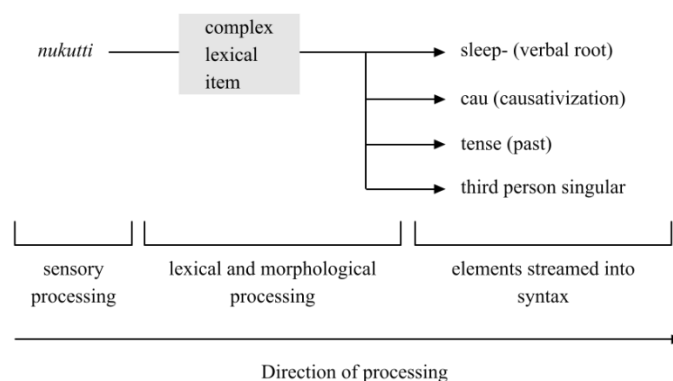 nukutti
complex
lexical
item
sleep- (verbal root)
cau (causativization)
tense (past)
third person singular
sensory
processing
lexical and morphological
processing
elements streamed into
syntax
Direction of processing